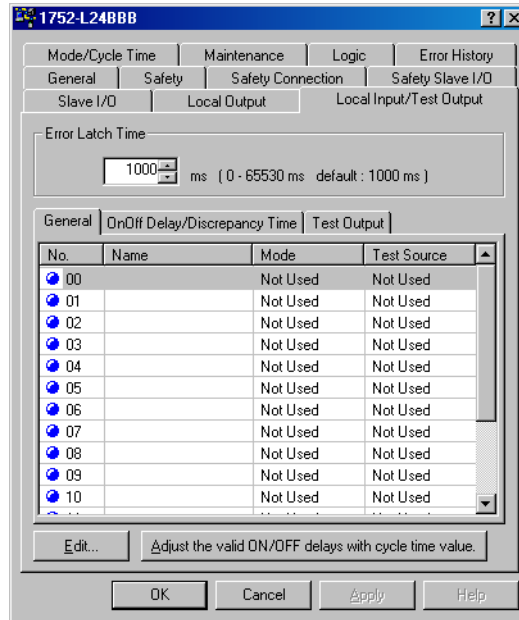 1752-L24BBB
Mode/Cycle Time Maintenance Logic Error History
General Safety Safety Connection Safety Slave I/O
Slave I/O Local Output Local Input/Test Output
Error Latch Time
1000 ms ( 0 - 65530 ms default : 1000 ms )
General OnOff Delay/Discrepancy Time Test Output
No. Name Mode Test Source
00 Not Used Not Used
01 Not Used Not Used
02 Not Used Not Used
03 Not Used Not Used
04 Not Used Not Used
05 Not Used Not Used
06 Not Used Not Used
07 Not Used Not Used
08 Not Used Not Used
09 Not Used Not Used
10 Not Used Not Used
Edit... Adjust the valid ON/OFF delays with cycle time value.
OK Cancel Apply Help